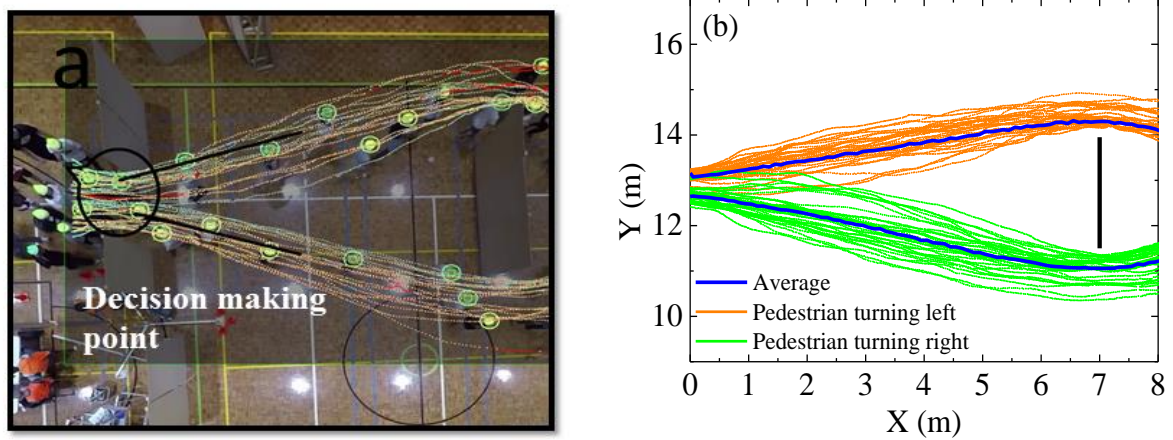 a
Decision making
point
(b)
16
14
12
10
Y (m)
Average
Pedestrian turning left
Pedestrian turning right
0 1 2 3 4 5 6 7 8
X (m)